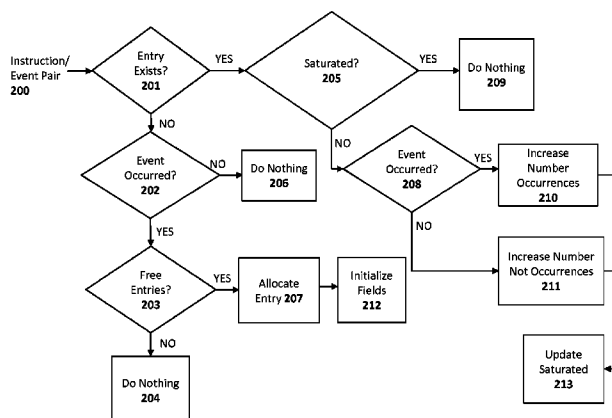 Instruction/
Event Pair
200
Entry
Exists?
201
YES
Saturated?
205
YES
Do Nothing
209
NO
NO
Event
Occurred?
202
NO
Do Nothing
206
Event
Occurred?
208
YES
Increase
Number
Occurrences
210
YES
NO
Free
Entries?
203
YES
Allocate
Entry 207
Initialize
Fields
212
Increase Number
Not Occurrences
211
NO
Do Nothing
204
Update
Saturated
213